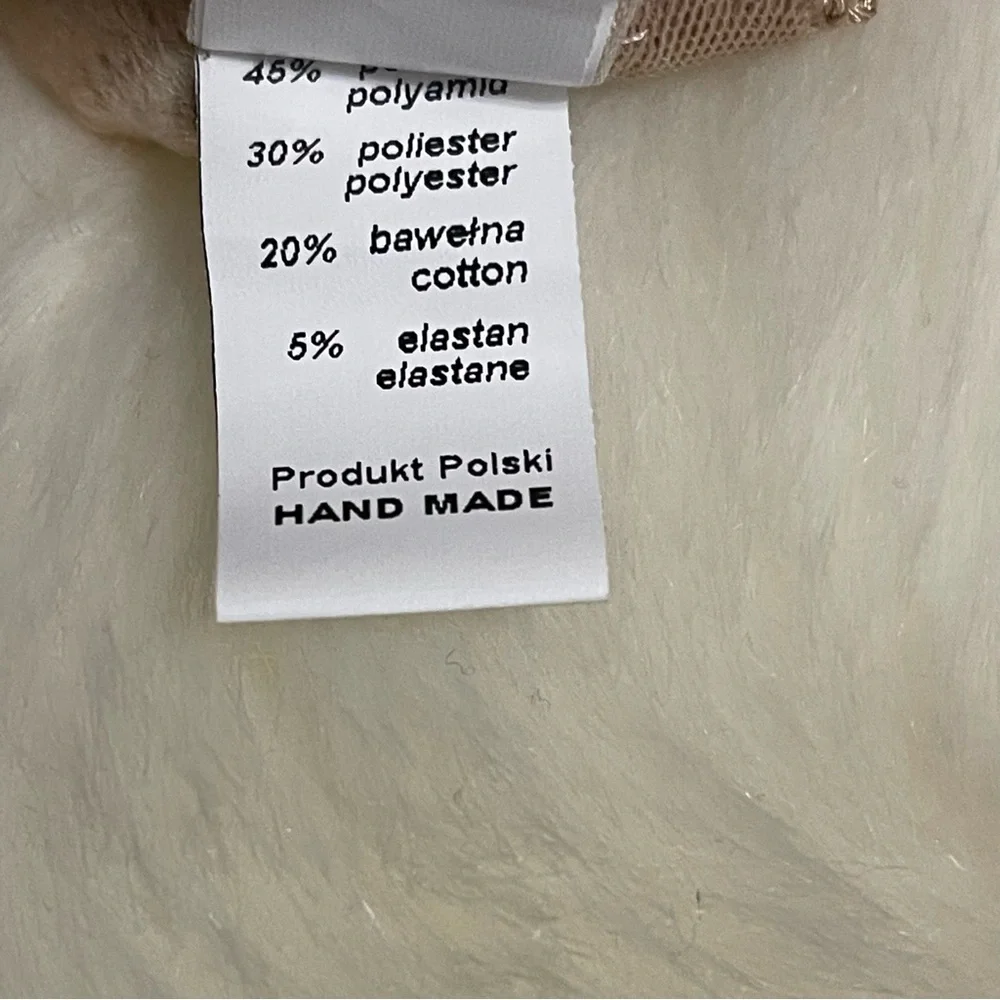 45%
polyamid
30% poliester
polyester
20% bawełna
cotton
5% elastan
elastane
Produkt Polski
HAND MADE